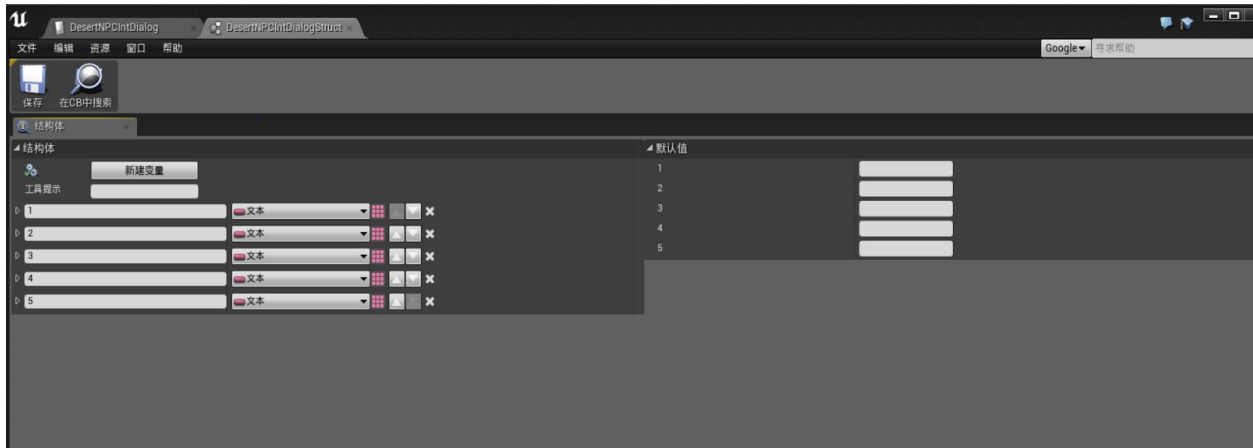 DesertNPCIntDialog
DesertNPCIntDialogStruct
文件 编辑 资源 窗口 帮助
Google
寻求帮助
保存 在CB中搜索
结构体
结构体
新建变量
工具提示
1 文本
2 文本
3 文本
4 文本
5 文本
默认值
1
2
3
4
5